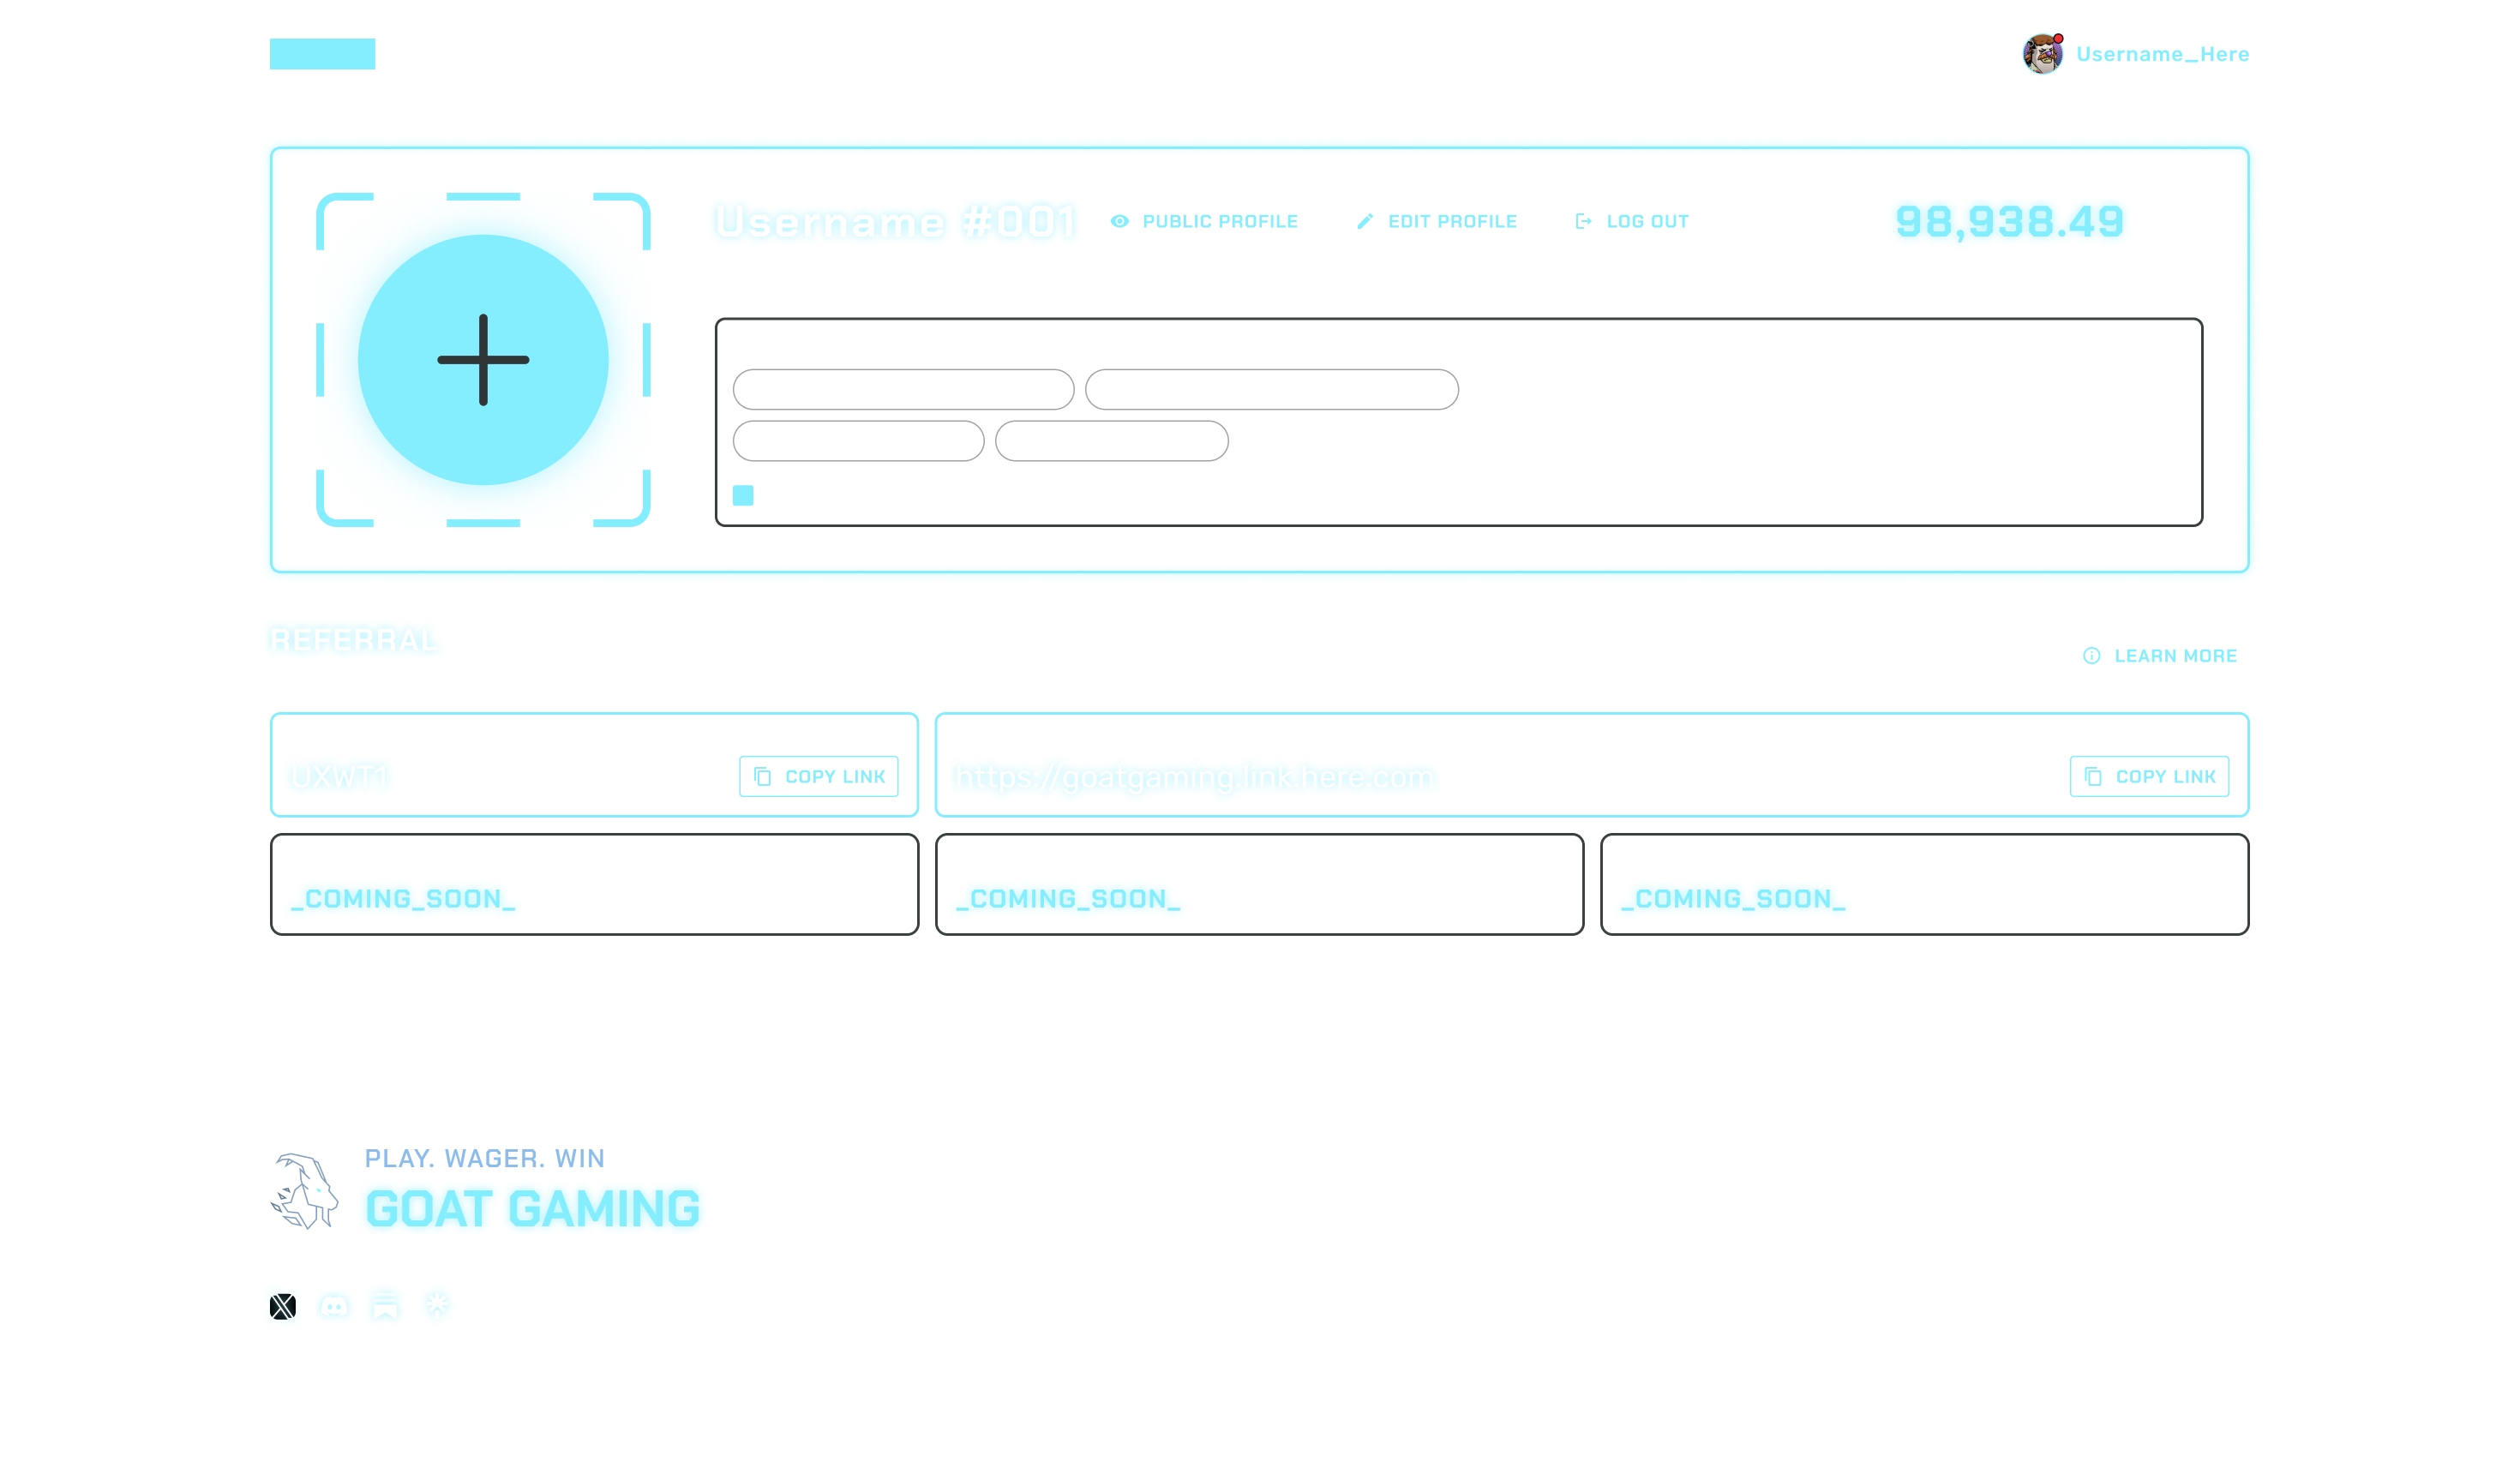 Username_Here
Username #001
PUBLIC PROFILE
EDIT PROFILE
LOG OUT
98,938.49
REFERRAL
LEARN MORE
UXWT1
COPY LINK
https://goatgaming.link.here.com
COPY LINK
_COMING_SOON_
_COMING_SOON_
_COMING_SOON_
PLAY. WAGER. WIN
GOAT GAMING